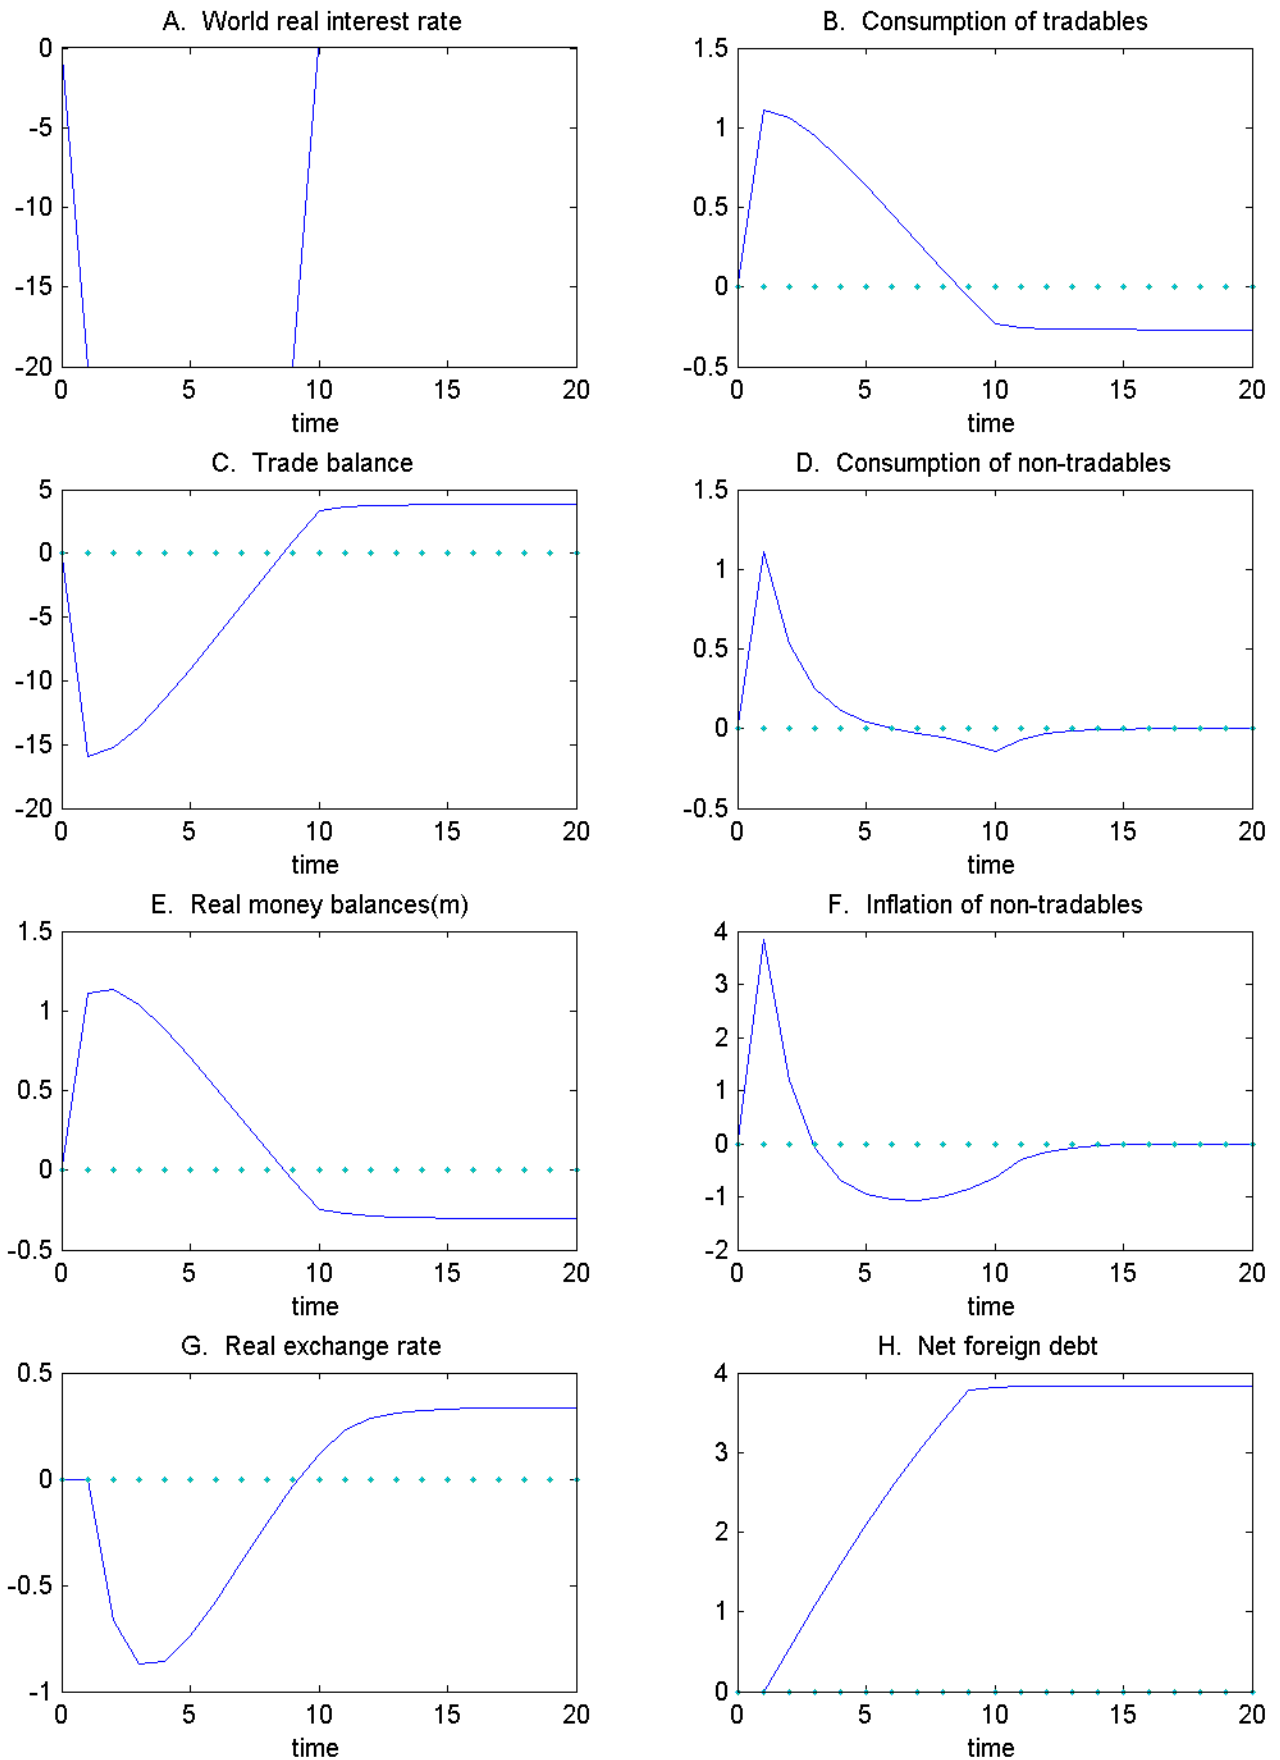 A. World real interest rate
0
-5
-10
-15
-20
0 5 10 15 20
time
B. Consumption of tradables
1.5
1
0.5
0
-0.5
0 5 10 15 20
time
C. Trade balance
5
0
-5
-10
-15
-20
0 5 10 15 20
time
D. Consumption of non-tradables
1.5
1
0.5
0
-0.5
0 5 10 15 20
time
E. Real money balances(m)
1.5
1
0.5
0
-0.5
0 5 10 15 20
time
F. Inflation of non-tradables
4
3
2
1
0
-1
-2
0 5 10 15 20
time
G. Real exchange rate
0.5
0
-0.5
-1
0 5 10 15 20
time
H. Net foreign debt
4
3
2
1
0
0 5 10 15 20
time